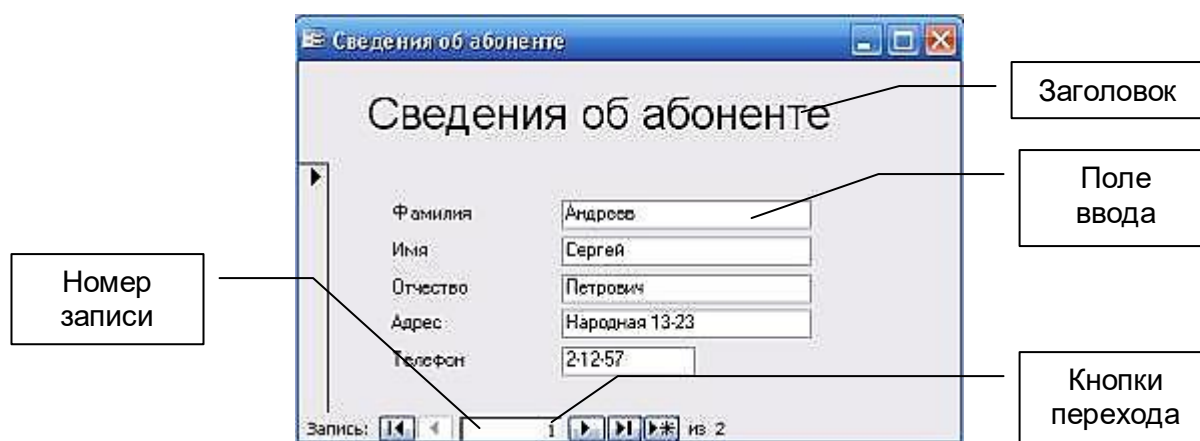 Сведения об абоненте
Сведения об абоненте
Заголовок
Поле
ввода
Фамилия Андреев
Имя Сергей
Отчество Петрович
Адрес Народная 13-23
Телефон 2-12-57
Номер
записи
Кнопки
перехода
Запись: 1 из 2